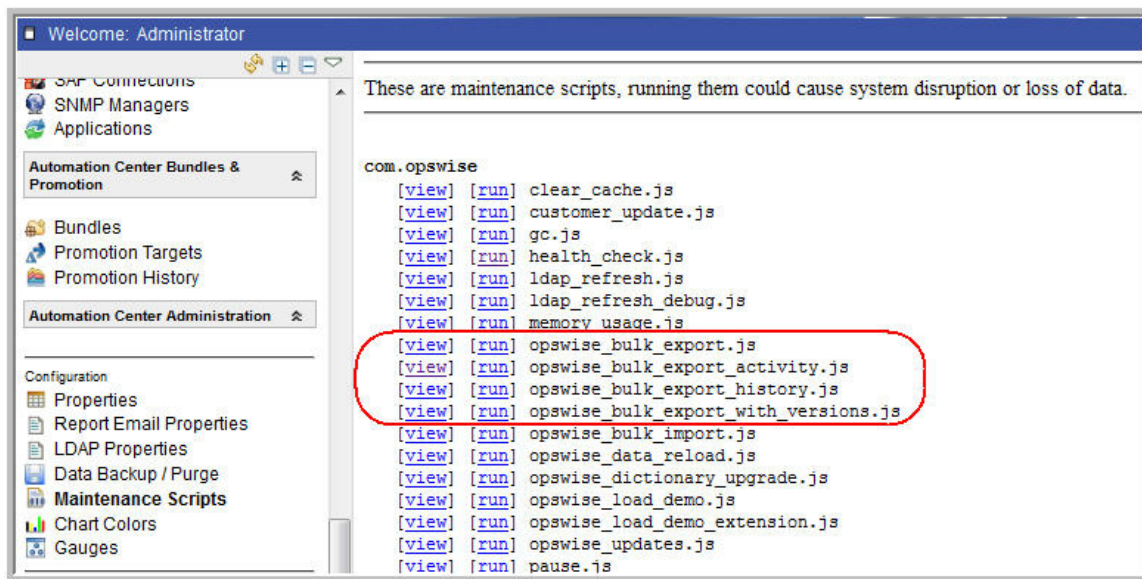 Welcome: Administrator
SAP Connections
SNMP Managers
Applications
Automation Center Bundles &
Promotion
Bundles
Promotion Targets
Promotion History
Automation Center Administration
Configuration
Properties
Report Email Properties
LDAP Properties
Data Backup / Purge
Maintenance Scripts
Chart Colors
Gauges
These are maintenance scripts, running them could cause system disruption or loss of data.
com.opswise
[view] [run] clear_cache.js
[view] [run] customer_update.js
[view] [run] gc.js
[view] [run] health_check.js
[view] [run] ldap_refresh.js
[view] [run] ldap_refresh_debug.js
[view] [run] memory_usage.js
[view] [run] opswise_bulk_export.js
[view] [run] opswise_bulk_export_activity.js
[view] [run] opswise_bulk_export_history.js
[view] [run] opswise_bulk_export_with_versions.js
[view] [run] opswise_bulk_import.js
[view] [run] opswise_data_reload.js
[view] [run] opswise_dictionary_upgrade.js
[view] [run] opswise_load_demo.js
[view] [run] opswise_load_demo_extension.js
[view] [run] opswise_updates.js
[view] [run] pause.js